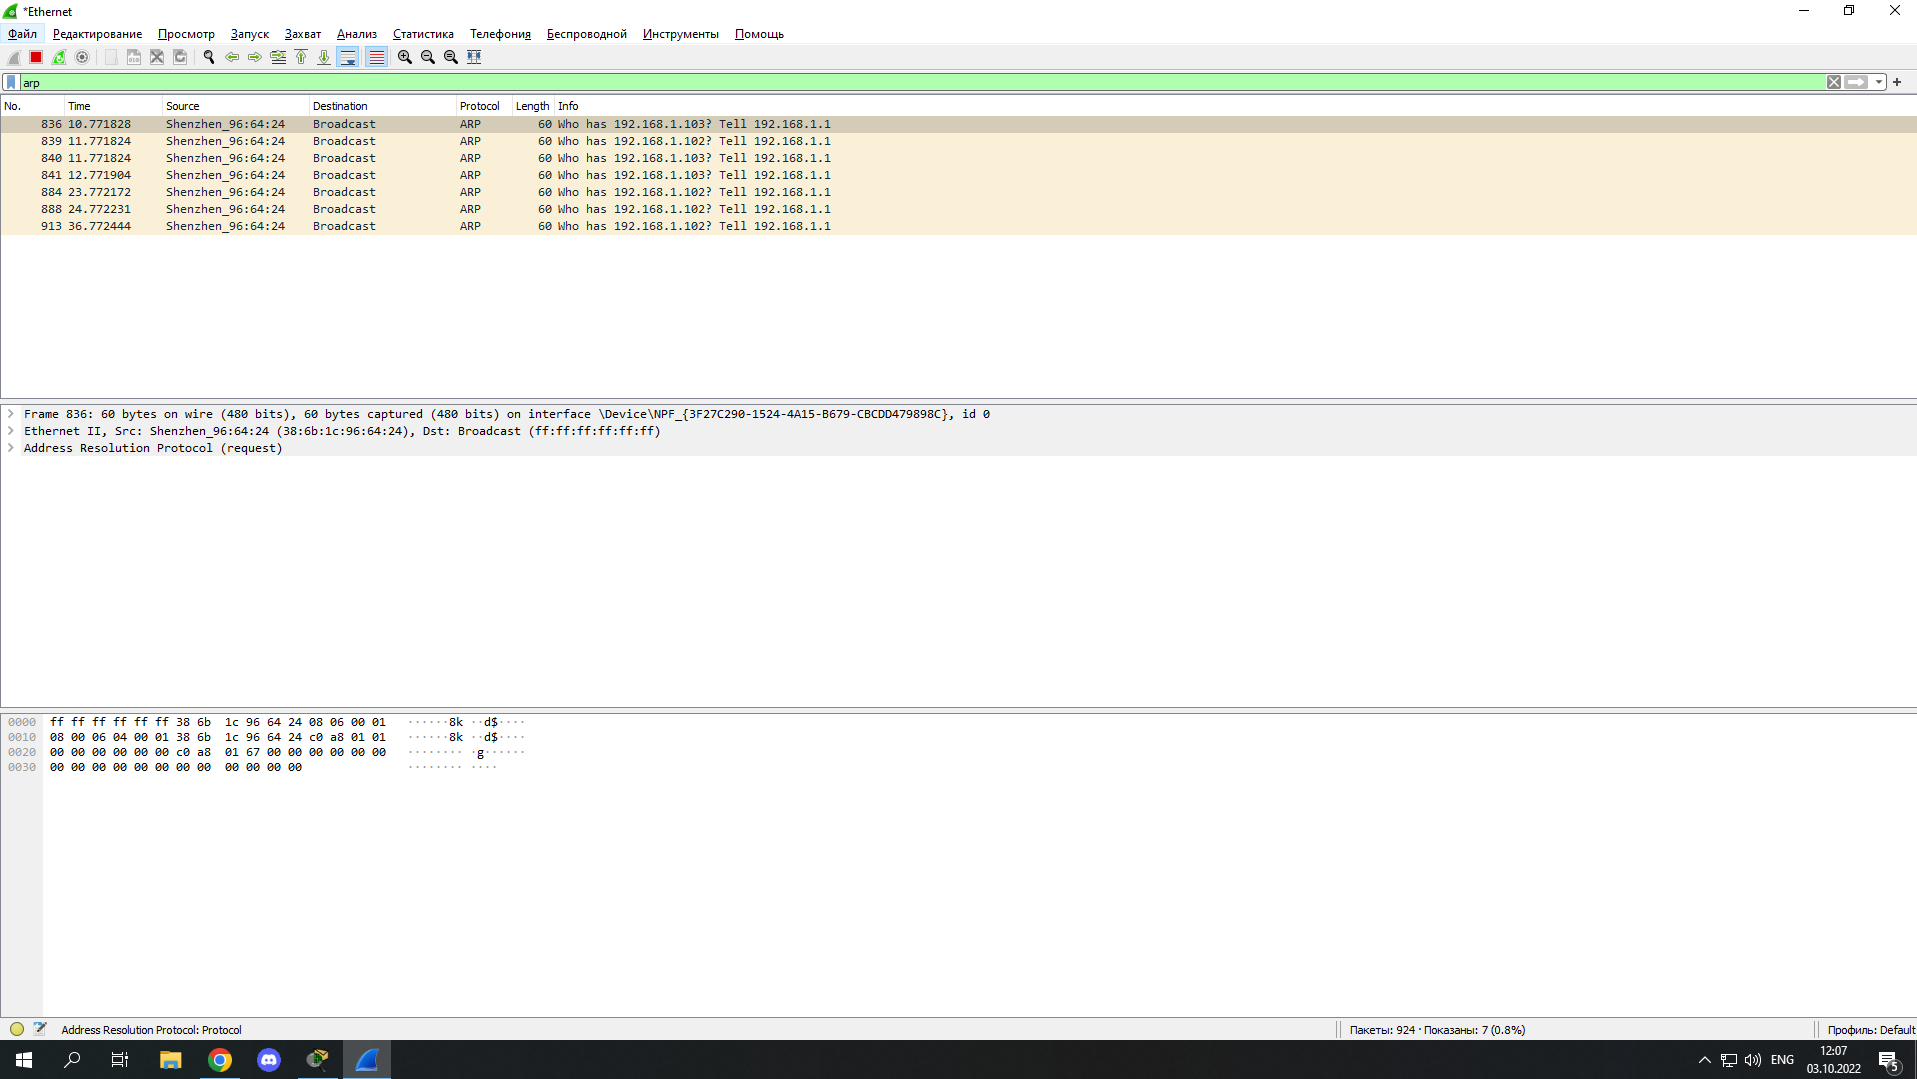 *Ethernet
Файл Редактирование Просмотр Запуск Захват Анализ Статистика Телефония Беспроводной Инструменты Помощь
arp
No. Time Source Destination Protocol Length Info
836 10.771828 Shenzhen_96:64:24 Broadcast ARP 60 Who has 192.168.1.103? Tell 192.168.1.1
839 11.771824 Shenzhen_96:64:24 Broadcast ARP 60 Who has 192.168.1.102? Tell 192.168.1.1
840 11.771824 Shenzhen_96:64:24 Broadcast ARP 60 Who has 192.168.1.103? Tell 192.168.1.1
841 12.771904 Shenzhen_96:64:24 Broadcast ARP 60 Who has 192.168.1.103? Tell 192.168.1.1
884 23.772172 Shenzhen_96:64:24 Broadcast ARP 60 Who has 192.168.1.102? Tell 192.168.1.1
888 24.772231 Shenzhen_96:64:24 Broadcast ARP 60 Who has 192.168.1.102? Tell 192.168.1.1
913 36.772444 Shenzhen_96:64:24 Broadcast ARP 60 Who has 192.168.1.102? Tell 192.168.1.1
Frame 836: 60 bytes on wire (480 bits), 60 bytes captured (480 bits) on interface \Device\NPF_{3F27C290-1524-4A15-B679-CBCDD479898C}, id 0
Ethernet II, Src: Shenzhen_96:64:24 (38:6b:1c:96:64:24), Dst: Broadcast (ff:ff:ff:ff:ff:ff)
Address Resolution Protocol (request)
0000 ff ff ff ff ff ff 38 6b 1c 96 64 24 08 06 00 01 ······8k ··d$····
0010 08 00 06 04 00 01 38 6b 1c 96 64 24 c0 a8 01 01 ······8k ··d$····
0020 00 00 00 00 00 00 c0 a8 01 67 00 00 00 00 00 00 ········ ·g······
0030 00 00 00 00 00 00 00 00 00 00 00 00 ········ ····
Address Resolution Protocol: Protocol Пакеты: 924 · Показаны: 7 (0.8%) Профиль: Default
ENG 12:07
03.10.2022 5